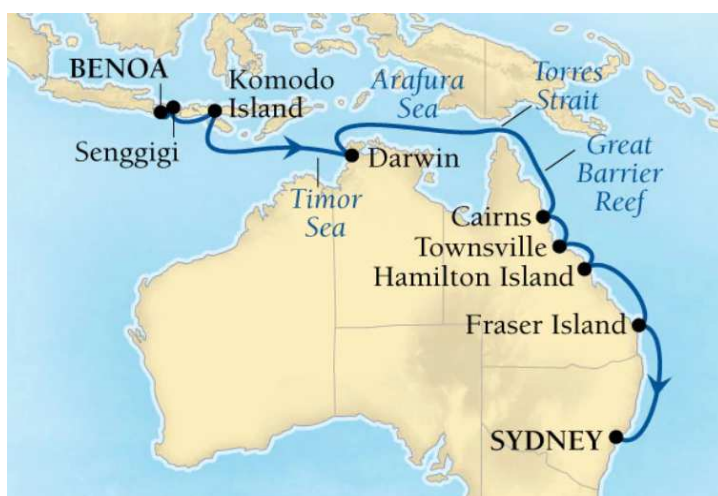 BENOA
Komodo
Island
Senggigi
Arafura
Sea
Torres
Strait
Great
Barrier
Reef
Darwin
Timor
Sea
Cairns
Townsville
Hamilton Island
Fraser Island
SYDNEY